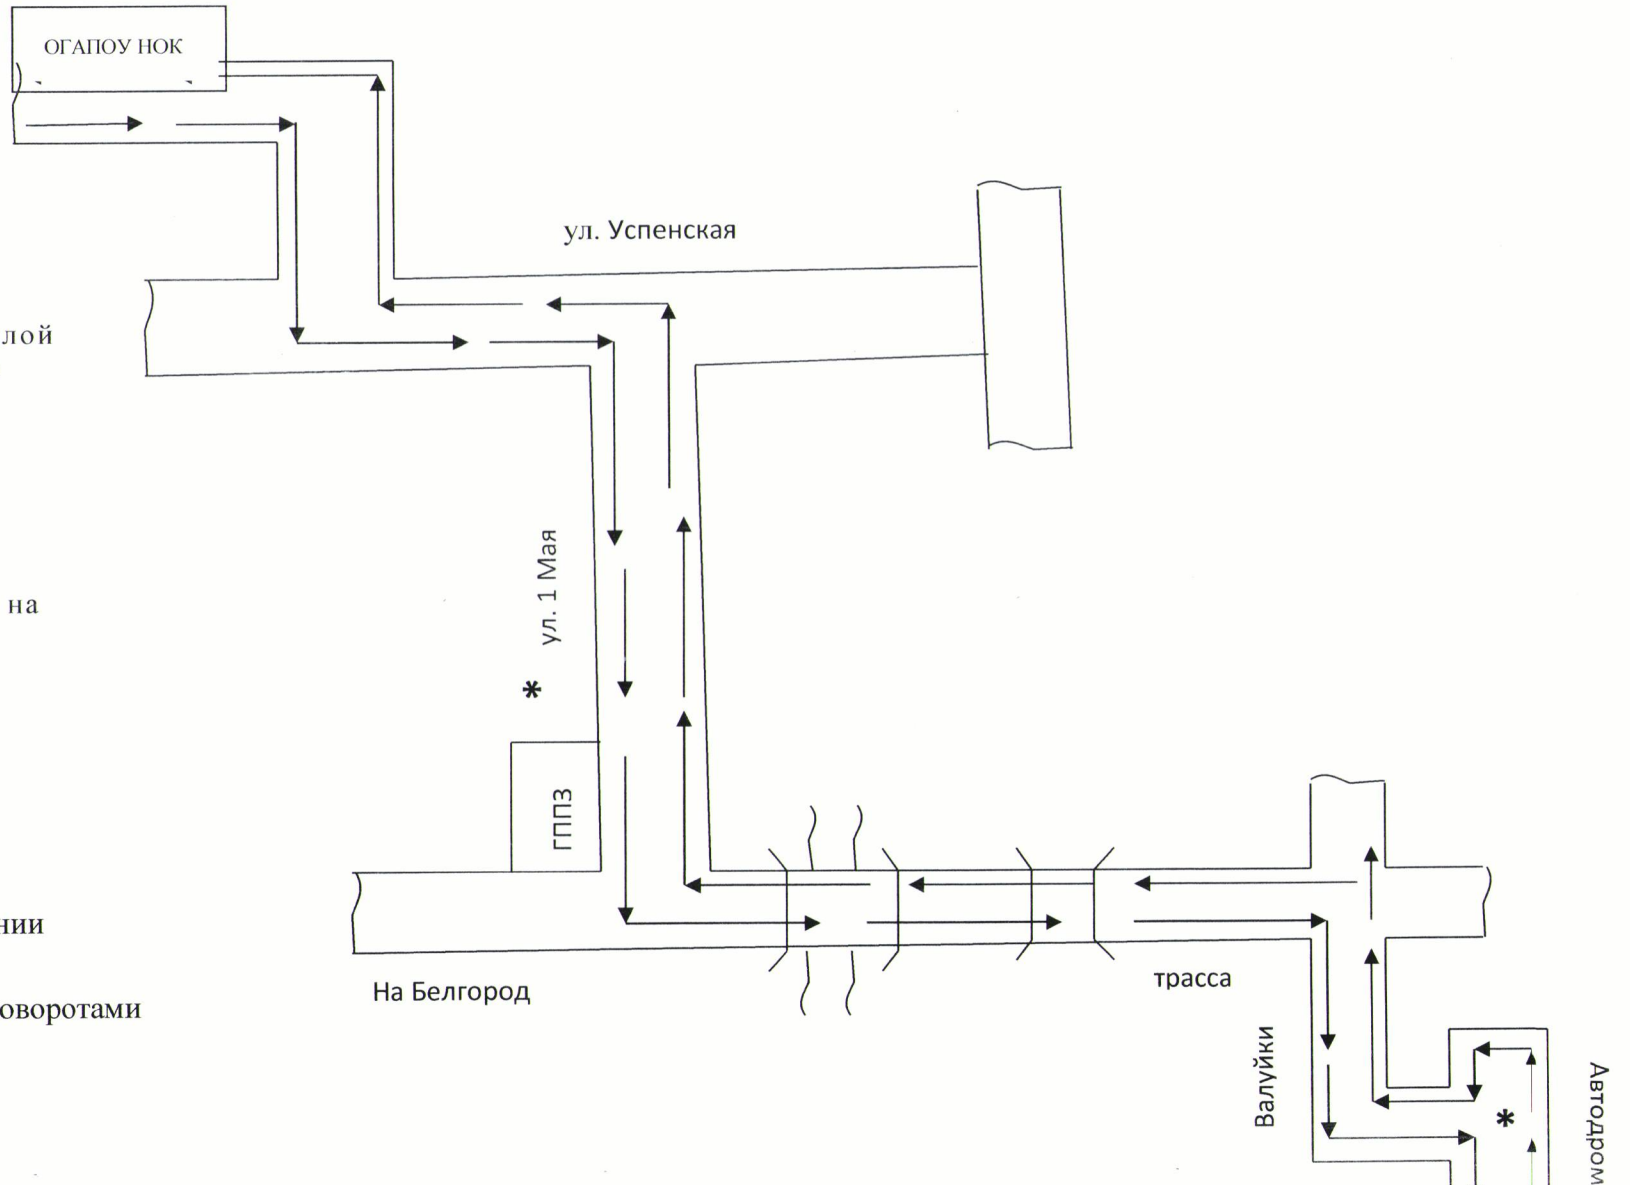 ОГАПОУ НОК
ул. Успенская
лой
ул. 1 Мая
на
*
ГППЗ
нии
На Белгород
трасса
оворотами
Валуйки
Автодром
*